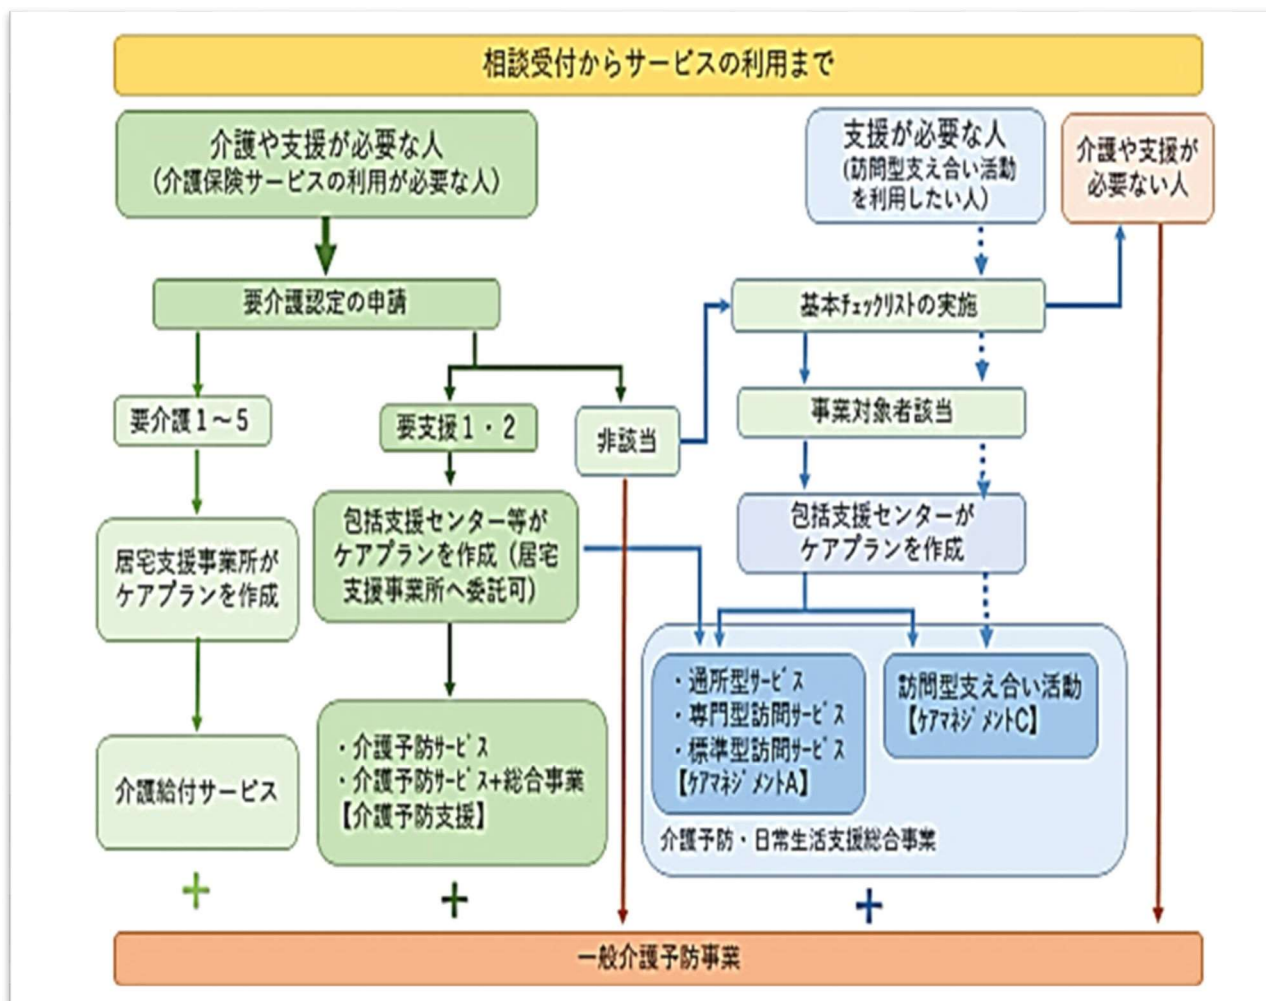 相談受付からサービスの利用まで
介護や支援が必要な人
(介護保険サービスの利用が必要な人)
支援が必要な人
(訪問型支え合い活動
を利用したい人)
介護や支援が
必要ない人
要介護認定の申請
基本ﾁｪｯｸﾘｽﾄの実施
要介護1～5
要支援1・2
非該当
事業対象者該当
居宅支援事業所が
ケアプランを作成
包括支援センター等が
ケアプランを作成(居宅
支援事業所へ委託可)
包括支援センターが
ケアプランを作成
介護給付サービス
・介護予防ｻｰﾋﾞｽ
・介護予防ｻｰﾋﾞｽ+総合事業
【介護予防支援】
・通所型ｻｰﾋﾞｽ
・専門型訪問ｻｰﾋﾞｽ
・標準型訪問ｻｰﾋﾞｽ
【ｹｱﾏﾈｼﾞﾒﾝﾄA】
訪問型支え合い活動
【ｹｱﾏﾈｼﾞﾒﾝﾄC】
介護予防・日常生活支援総合事業
+
+
+
一般介護予防事業